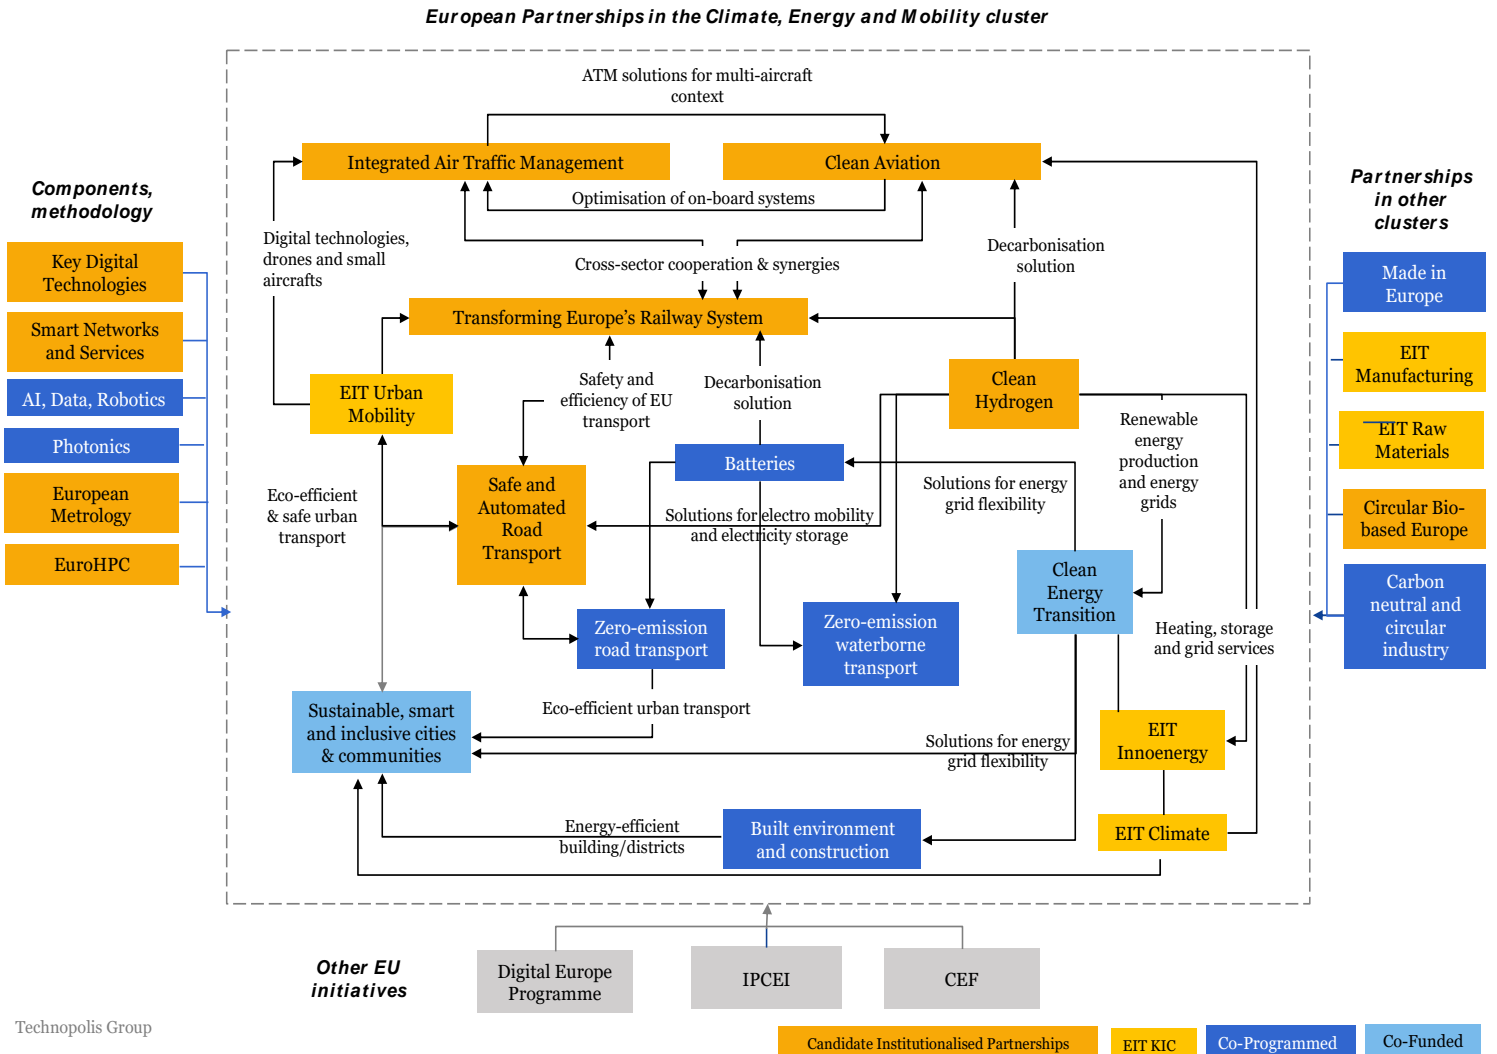 European Partnerships in the Climate, Energy and Mobility cluster
ATM solutions for multi-aircraft
context
Integrated Air Traffic Management
Clean Aviation
Optimisation of on-board systems
Components,
methodology
Key Digital
Technologies
Smart Networks
and Services
AI, Data, Robotics
Photonics
European
Metrology
EuroHPC
Digital technologies,
drones and small
aircrafts
Cross-sector cooperation & synergies
Decarbonisation
solution
Partnerships
in other
clusters
Made in
Europe
EIT
Manufacturing
EIT Raw
Materials
Circular Bio-
based Europe
Carbon
neutral and
circular
industry
Transforming Europe's Railway System
EIT Urban
Mobility
Safety and
efficiency of EU
transport
Decarbonisation
solution
Clean
Hydrogen
Renewable
energy
production
and energy
grids
Batteries
Solutions for energy
grid flexibility
Eco-efficient
& safe urban
transport
Safe and
Automated
Road
Transport
Solutions for electro mobility
and electricity storage
Clean
Energy
Transition
Zero-emission
road transport
Zero-emission
waterborne
transport
Heating, storage
and grid services
Sustainable, smart
and inclusive cities
& communities
Eco-efficient urban transport
Solutions for energy
grid flexibility
EIT
Innoenergy
Energy-efficient
building/districts
Built environment
and construction
EIT Climate
Other EU
initiatives
Digital Europe
Programme
IPCEI
CEF
Technopolis Group
Candidate Institutionalised Partnerships
EIT KIC
Co-Programmed
Co-Funded